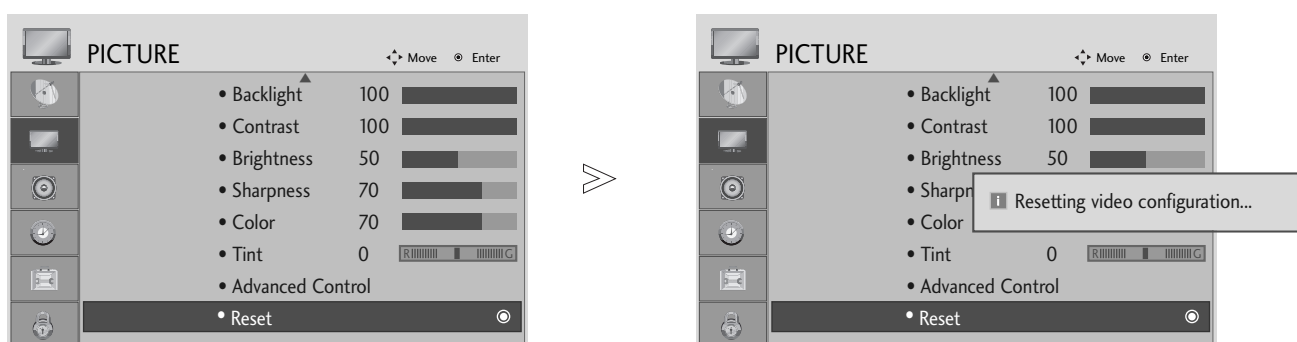 PICTURE Move Enter
• Backlight 100
• Contrast 100
• Brightness 50
• Sharpness 70
• Color 70
• Tint 0 R G
• Advanced Control
• Reset
PICTURE Move Enter
• Backlight 100
• Contrast 100
• Brightness 50
• Sharpn
i Resetting video configuration...
• Color
• Tint 0 R G
• Advanced Control
• Reset